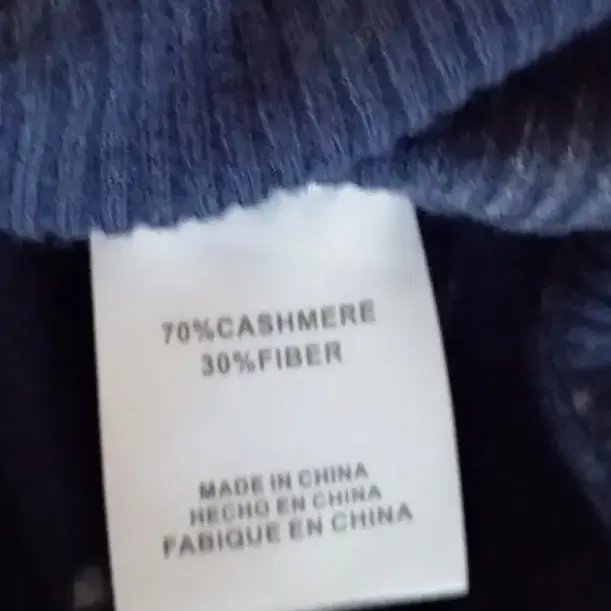 70%CASHMERE
30%FIBER
MADE IN CHINA
HECHO EN CHINA
FABIQUE EN CHINA